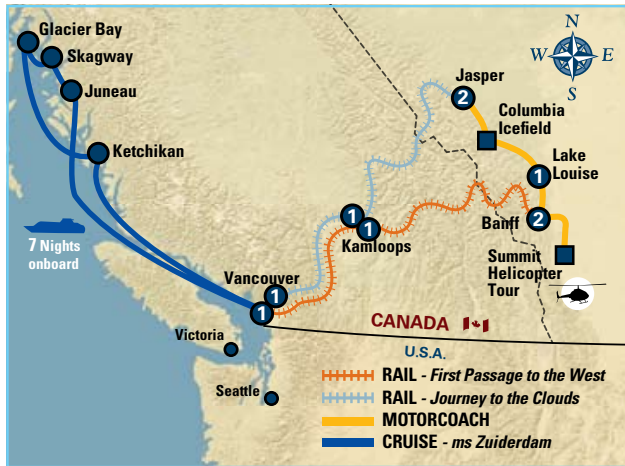 Glacier Bay
Skagway
Juneau
Ketchikan
7 Nights
onboard
N
W
E
S
Jasper
2
Columbia
Icefield
Lake
Louise
1
Banff
2
Summit
Helicopter
Tour
1
1
Kamloops
Vancouver
1
1
Victoria
Seattle
CANADA
U.S.A.
RAIL - First Passage to the West
RAIL - Journey to the Clouds
MOTORCOACH
CRUISE - ms Zuiderdam